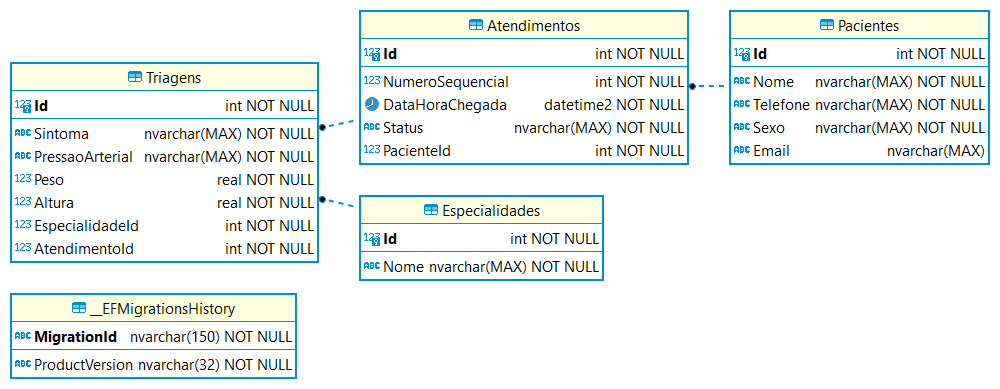 Triagens
Id int NOT NULL
Sintoma nvarchar(MAX) NOT NULL
PressaoArterial nvarchar(MAX) NOT NULL
Peso real NOT NULL
Altura real NOT NULL
EspecialidadeId int NOT NULL
AtendimentoId int NOT NULL
Atendimentos
Id int NOT NULL
NumeroSequencial int NOT NULL
DataHoraChegada datetime2 NOT NULL
Status nvarchar(MAX) NOT NULL
PacienteId int NOT NULL
Pacientes
Id int NOT NULL
Nome nvarchar(MAX) NOT NULL
Telefone nvarchar(MAX) NOT NULL
Sexo nvarchar(MAX) NOT NULL
Email nvarchar(MAX)
Especialidades
Id int NOT NULL
Nome nvarchar(MAX) NOT NULL
__EFMigrationsHistory
MigrationId nvarchar(150) NOT NULL
ProductVersion nvarchar(32) NOT NULL